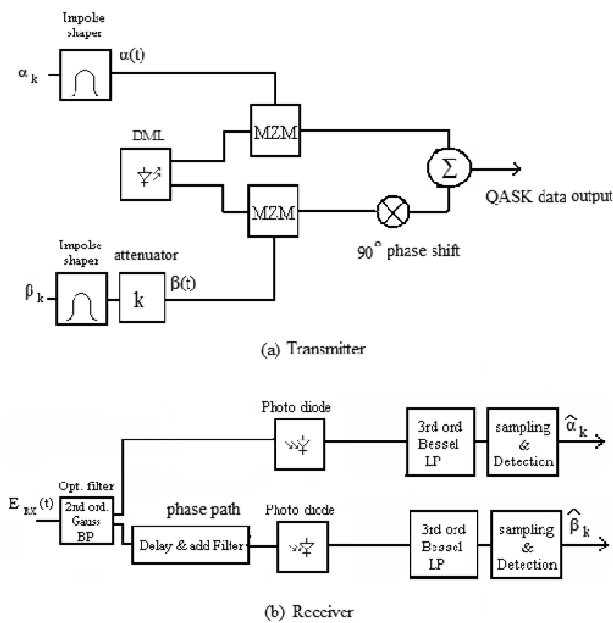 Impolse
shaper
α(t)
α k
MZM
DML
Σ
QASK data output
MZM
90° phase shift
Impolse
shaper
attenuator
β(t)
β k
k
(a) Transmitter
Photo diode
3rd ord
Bessel
LP
sampling
&
Detection
α̂ k
Opt. filter
E RX (t)
2nd ord.
Gauss
BP
phase path
Delay & add Filter
Photo diode
3rd ord
Bessel
LP
sampling
&
Detection
β̂ k
(b) Receiver